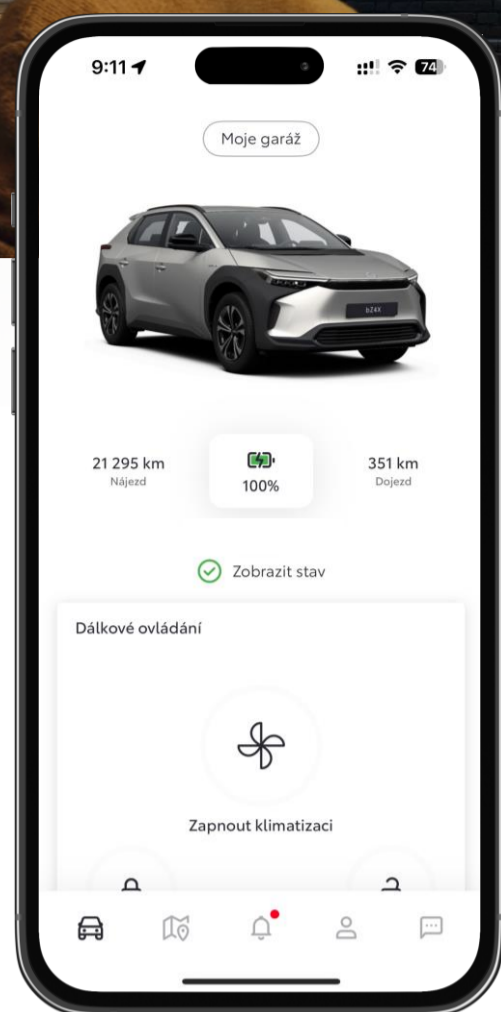 9:11
74
Moje garáž
bZ4X
21 295 km
Nájezd
100%
351 km
Dojezd
Zobrazit stav
Dálkové ovládání
Zapnout klimatizaci